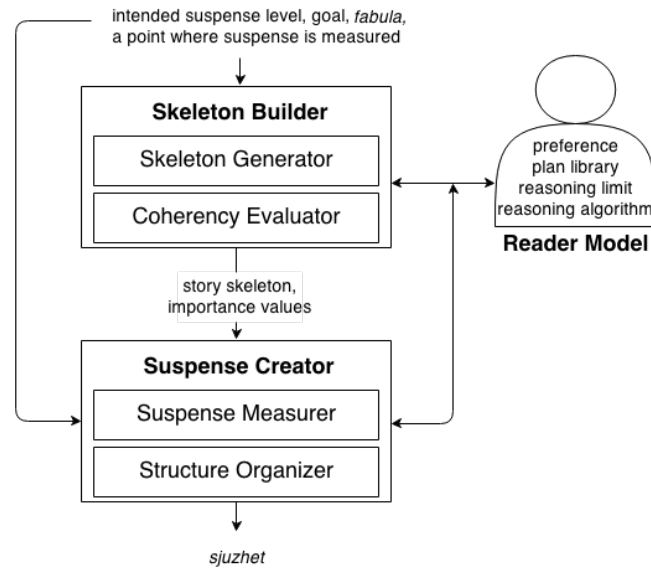 intended suspense level, goal, fabula,
a point where suspense is measured
Skeleton Builder
Skeleton Generator
Coherency Evaluator
preference
plan library
reasoning limit
reasoning algorithm
Reader Model
story skeleton,
importance values
Suspense Creator
Suspense Measurer
Structure Organizer
sjuzhet